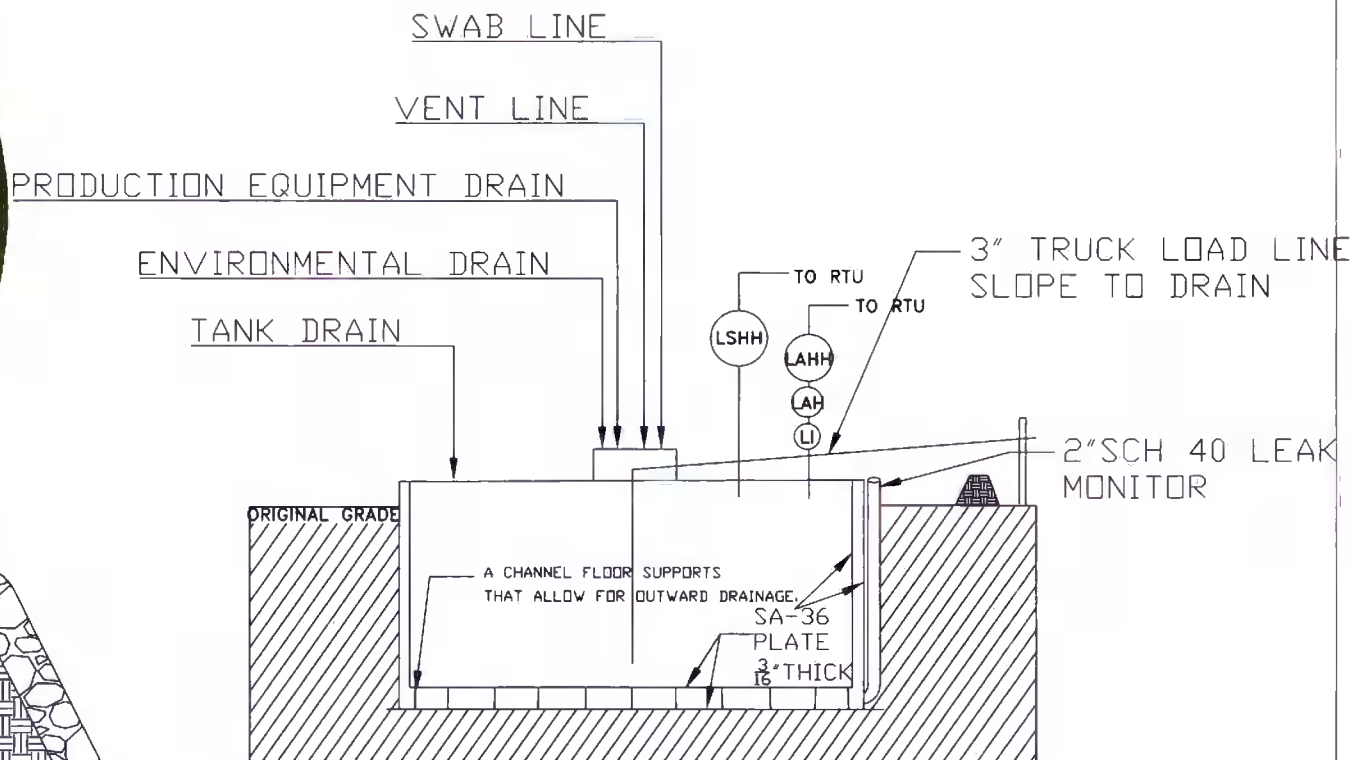 SWAB LINE
VENT LINE
PRODUCTION EQUIPMENT DRAIN
ENVIRONMENTAL DRAIN
TANK DRAIN
TO RTU
TO RTU
LSHH
LAHH
LAH
LI
3" TRUCK LOAD LINE
SLOPE TO DRAIN
2"SCH 40 LEAK
MONITOR
ORIGINAL GRADE
A CHANNEL FLOOR SUPPORTS
THAT ALLOW FOR OUTWARD DRAINAGE.
SA-36
PLATE
3/16"THICK